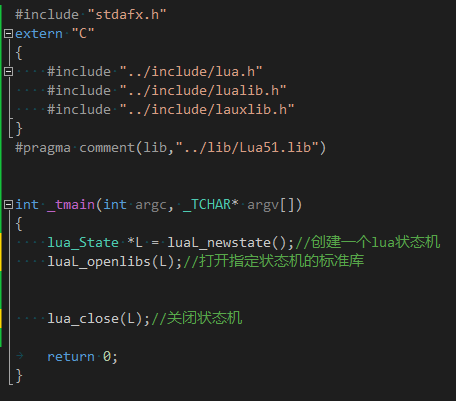 #include "stdafx.h"
extern "C"
{
    #include "../include/lua.h"
    #include "../include/lualib.h"
    #include "../include/lauxlib.h"
}
#pragma comment(lib,"../lib/Lua51.lib")
int _tmain(int argc, _TCHAR* argv[])
{
    lua_State *L = luaL_newstate();//创建一个lua状态机
    luaL_openlibs(L);//打开指定状态机的标准库
    lua_close(L);//关闭状态机
    return 0;
}